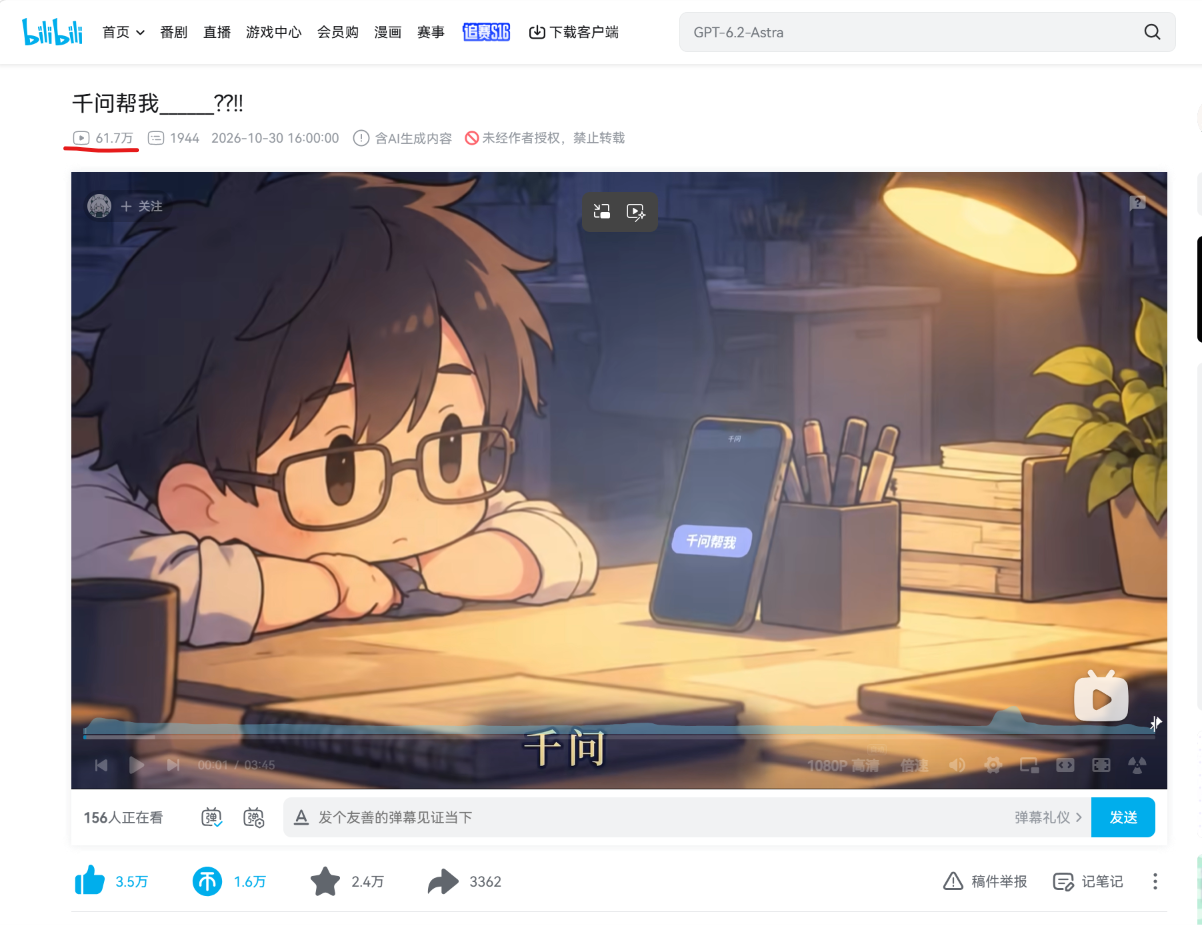 bilibili 首页 番剧 直播 游戏中心 会员购 漫画 赛事 追赛S16 下载客户端 GPT-6.2-Astra
千问帮我_____??!!
61.7万 1944 2026-10-30 16:00:00 含AI生成内容 未经作者授权，禁止转载
+ 关注
千问
千问帮我
千问
00:01 / 03:45 1080P 高清 倍速
156人正在看 弹 弹 A 发个友善的弹幕见证当下 弹幕礼仪 发送
3.5万 1.6万 2.4万 3362 稿件举报 记笔记